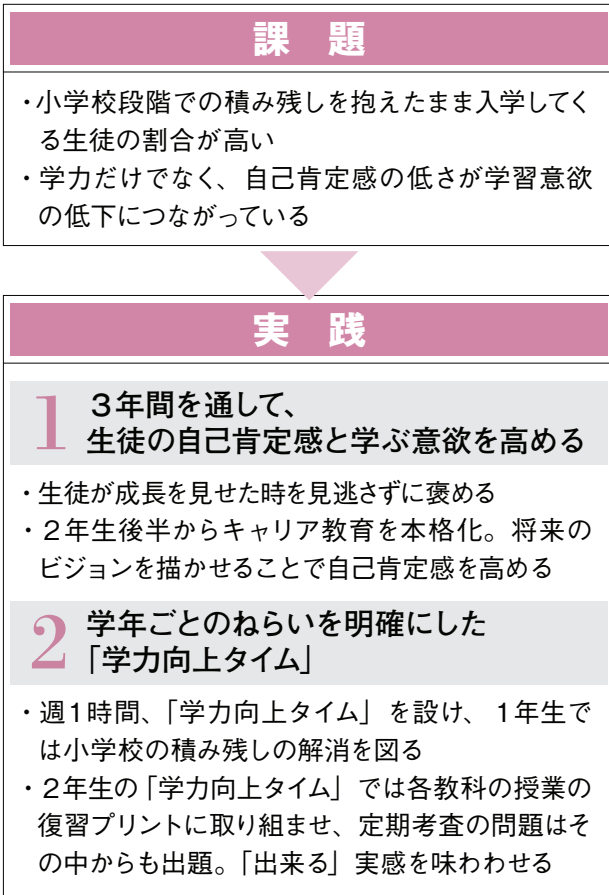 課　題
・小学校段階での積み残しを抱えたまま入学してく
る生徒の割合が高い
・学力だけでなく、自己肯定感の低さが学習意欲
の低下につながっている
実　践
1 3年間を通して、
生徒の自己肯定感と学ぶ意欲を高める
・生徒が成長を見せた時を見逃さずに褒める
・2年生後半からキャリア教育を本格化。将来の
ビジョンを描かせることで自己肯定感を高める
2 学年ごとのねらいを明確にした
「学力向上タイム」
・週1時間、「学力向上タイム」を設け、1年生で
は小学校の積み残しの解消を図る
・2年生の「学力向上タイム」では各教科の授業の
復習プリントに取り組ませ、定期考査の問題はそ
の中からも出題。「出来る」実感を味わわせる